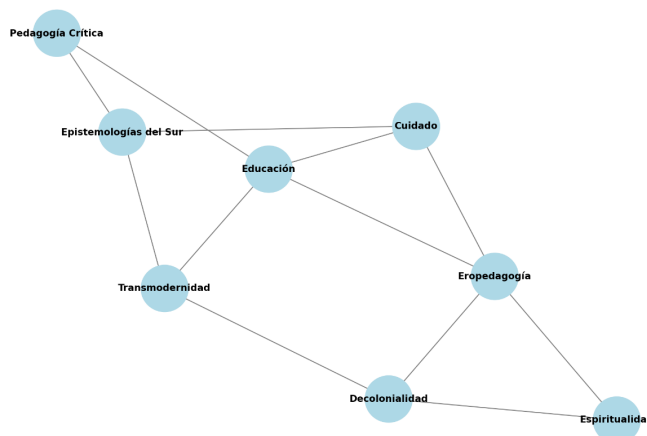 Pedagogía Crítica
Cuidado
Epistemologías del Sur
Educación
Eropedagogía
Transmodernidad
Decolonialidad
Espiritualida